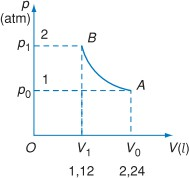 p
(atm)
p₁ 2 B
p₀ 1 A
O V₁ V₀ V(l)
1,12 2,24